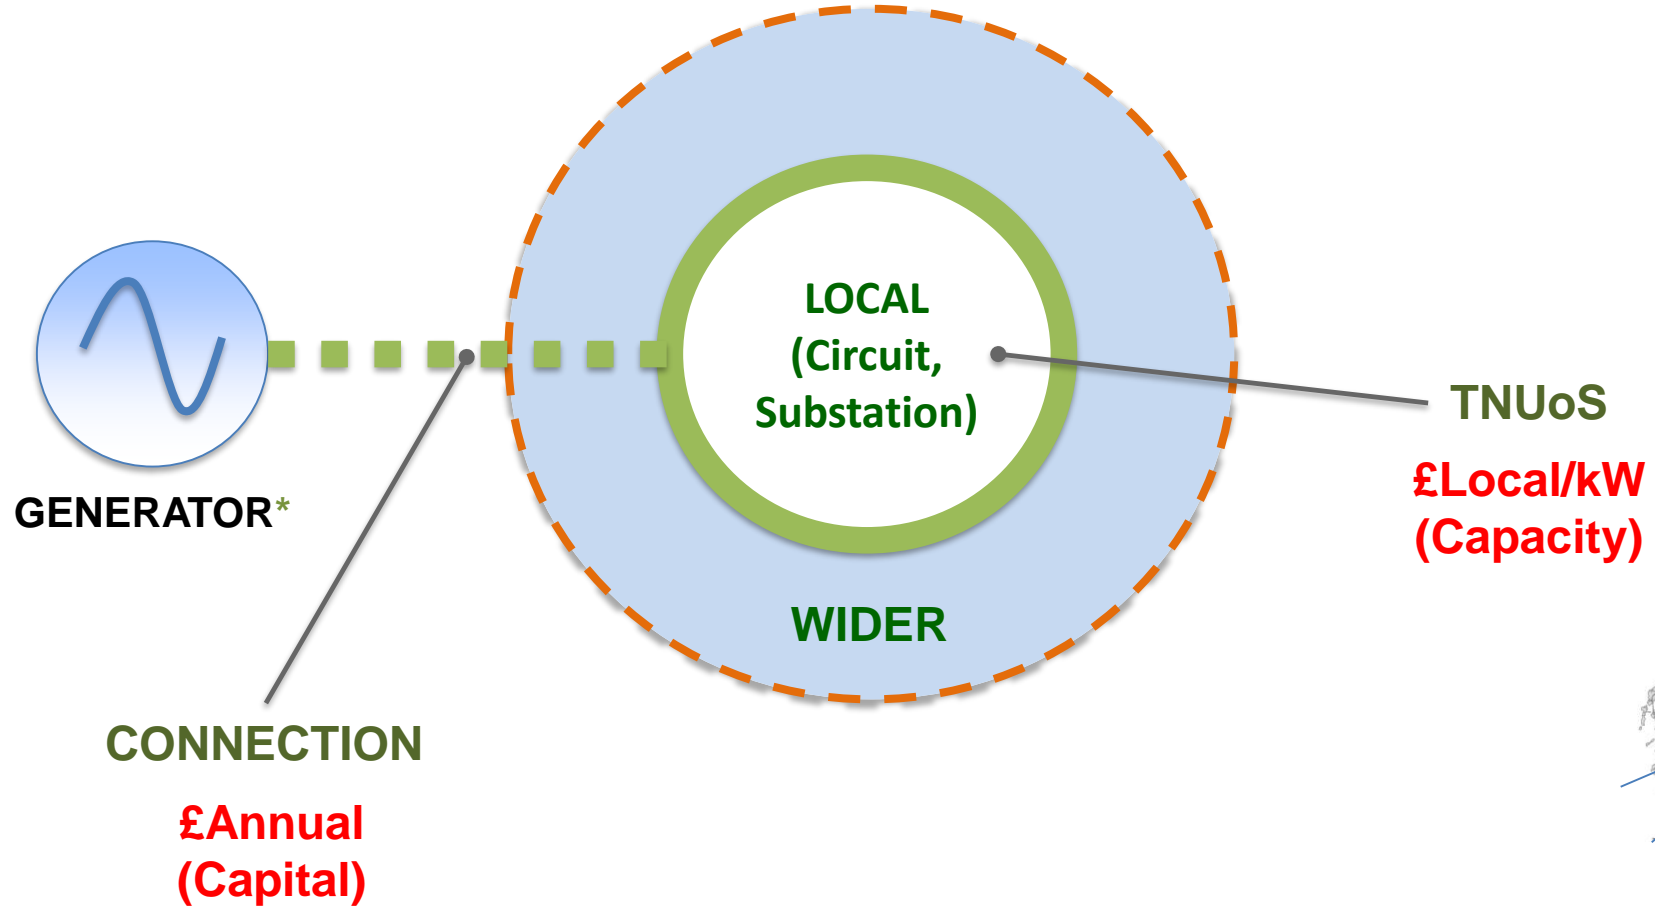 LOCAL
(Circuit,
Substation)
TNUoS
£Local/kW
(Capacity)
GENERATOR*
WIDER
CONNECTION
£Annual
(Capital)